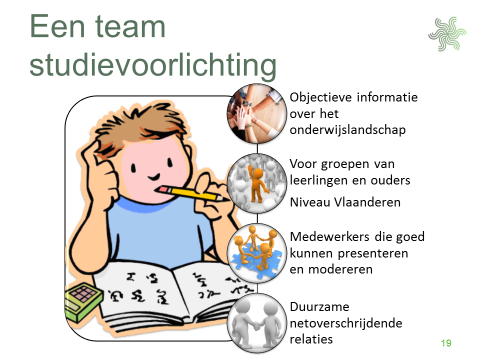 Een team
studievoorlichting
Objectieve informatie
over het
onderwijslandschap
Voor groepen van
leerlingen en ouders
Niveau Vlaanderen
Medewerkers die goed
kunnen presenteren
en modereren
Duurzame
netoverschrijdende
relaties
19